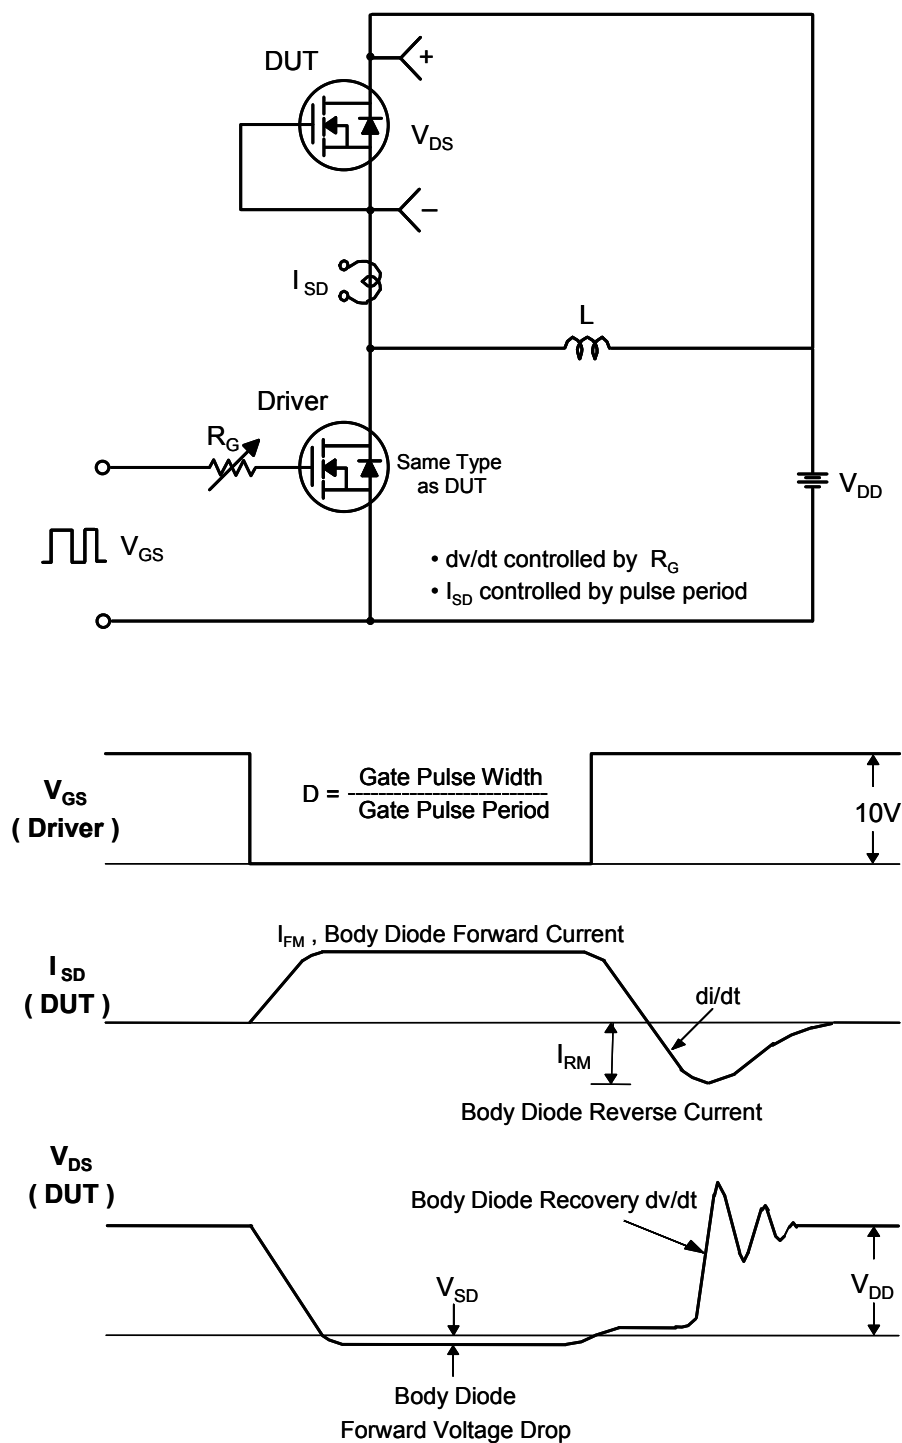 DUT
+
V_DS
−
I_SD
L
Driver
R_G
Same Type
as DUT
V_DD
V_GS
• dv/dt controlled by R_G
• I_SD controlled by pulse period
V_GS
( Driver )
D = Gate Pulse Width
Gate Pulse Period
10V
I_FM , Body Diode Forward Current
I_SD
( DUT )
di/dt
I_RM
Body Diode Reverse Current
V_DS
( DUT )
Body Diode Recovery dv/dt
V_SD
V_DD
Body Diode
Forward Voltage Drop